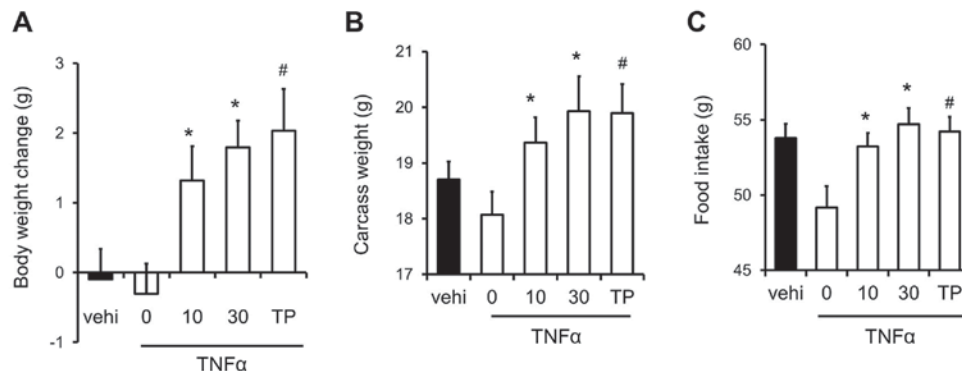 A
Body weight change (g)
3
2
1
0
-1
vehi 0 10 30 TP
* * #
TNFα
B
Carcass weight (g)
21
20
19
18
17
vehi 0 10 30 TP
* * #
TNFα
C
Food intake (g)
60
55
50
45
vehi 0 10 30 TP
* * #
TNFα